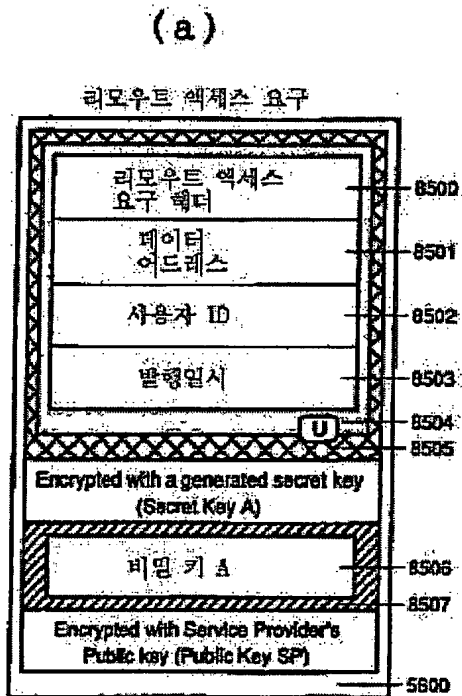 (a)
리모우트 액세스 요구
리모우트 액세스
요구 헤더
8500
데이터
어드레스
8501
사용자 ID
8502
발행일시
8503
8504
U
8505
Encrypted with a generated secret key
(Secret Key A)
비밀 키 A
8506
8507
Encrypted with Service Provider's
Public key (Public Key SP)
5600